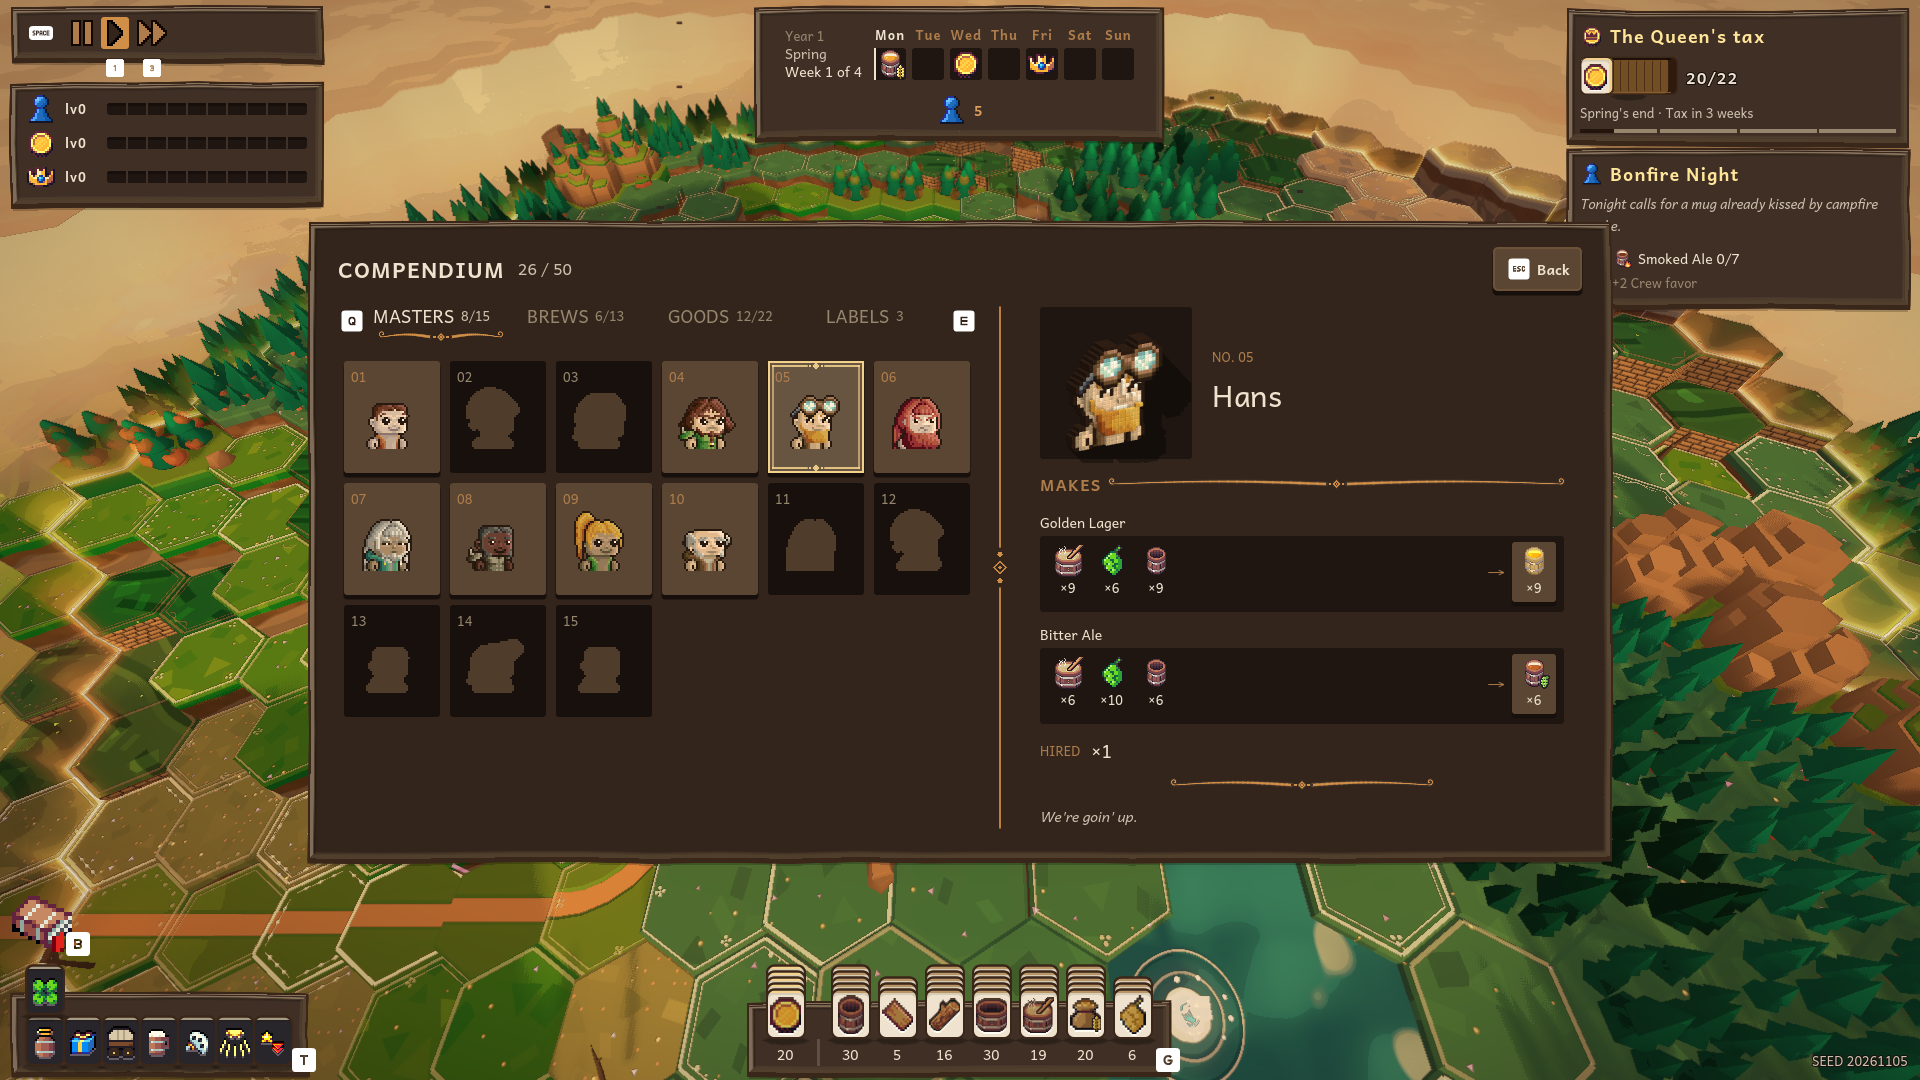 SPACE
1 3
lv0
lv0
lv0
Year 1
Spring
Week 1 of 4
Mon Tue Wed Thu Fri Sat Sun
5
The Queen's tax
20/22
Spring's end · Tax in 3 weeks
Bonfire Night
Tonight calls for a mug already kissed by campfire
e.
Smoked Ale 0/7
+2 Crew favor
COMPENDIUM 26 / 50
ESC Back
Q MASTERS 8/15 BREWS 6/13 GOODS 12/22 LABELS 3 E
01 02 03 04 05 06
07 08 09 10 11 12
13 14 15
NO. 05
Hans
MAKES
Golden Lager
×9 ×6 ×9 → ×9
Bitter Ale
×6 ×10 ×6 → ×6
HIRED ×1
We're goin' up.
B
T
20 30 5 16 30 19 20 6
G
SEED 20261105